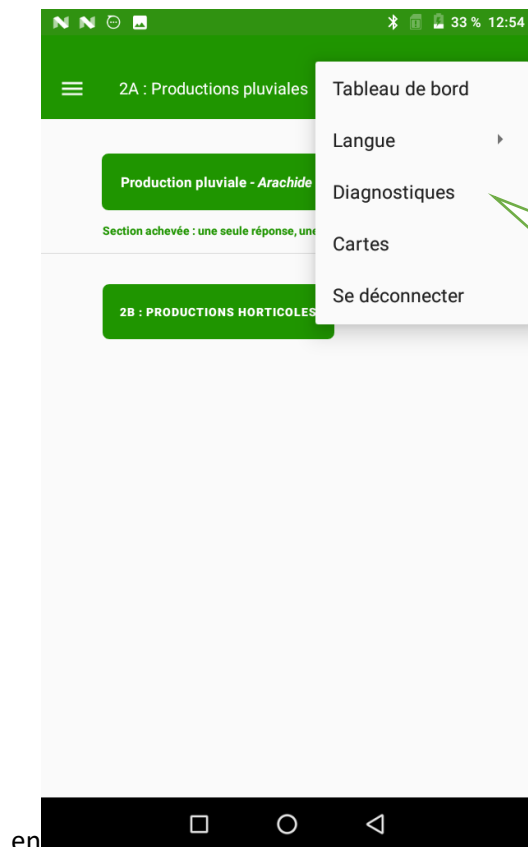 33 % 12:54
2A : Productions pluviales
Tableau de bord
Langue
Diagnostiques
Cartes
Se déconnecter
Production pluviale - Arachide
Section achevée : une seule réponse, une
2B : PRODUCTIONS HORTICOLES
en